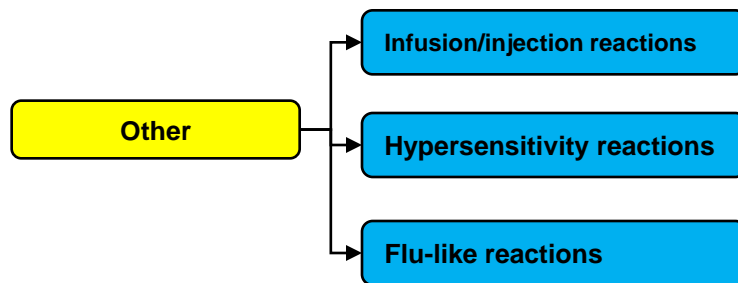 Infusion/injection reactions
Other
Hypersensitivity reactions
Flu-like reactions